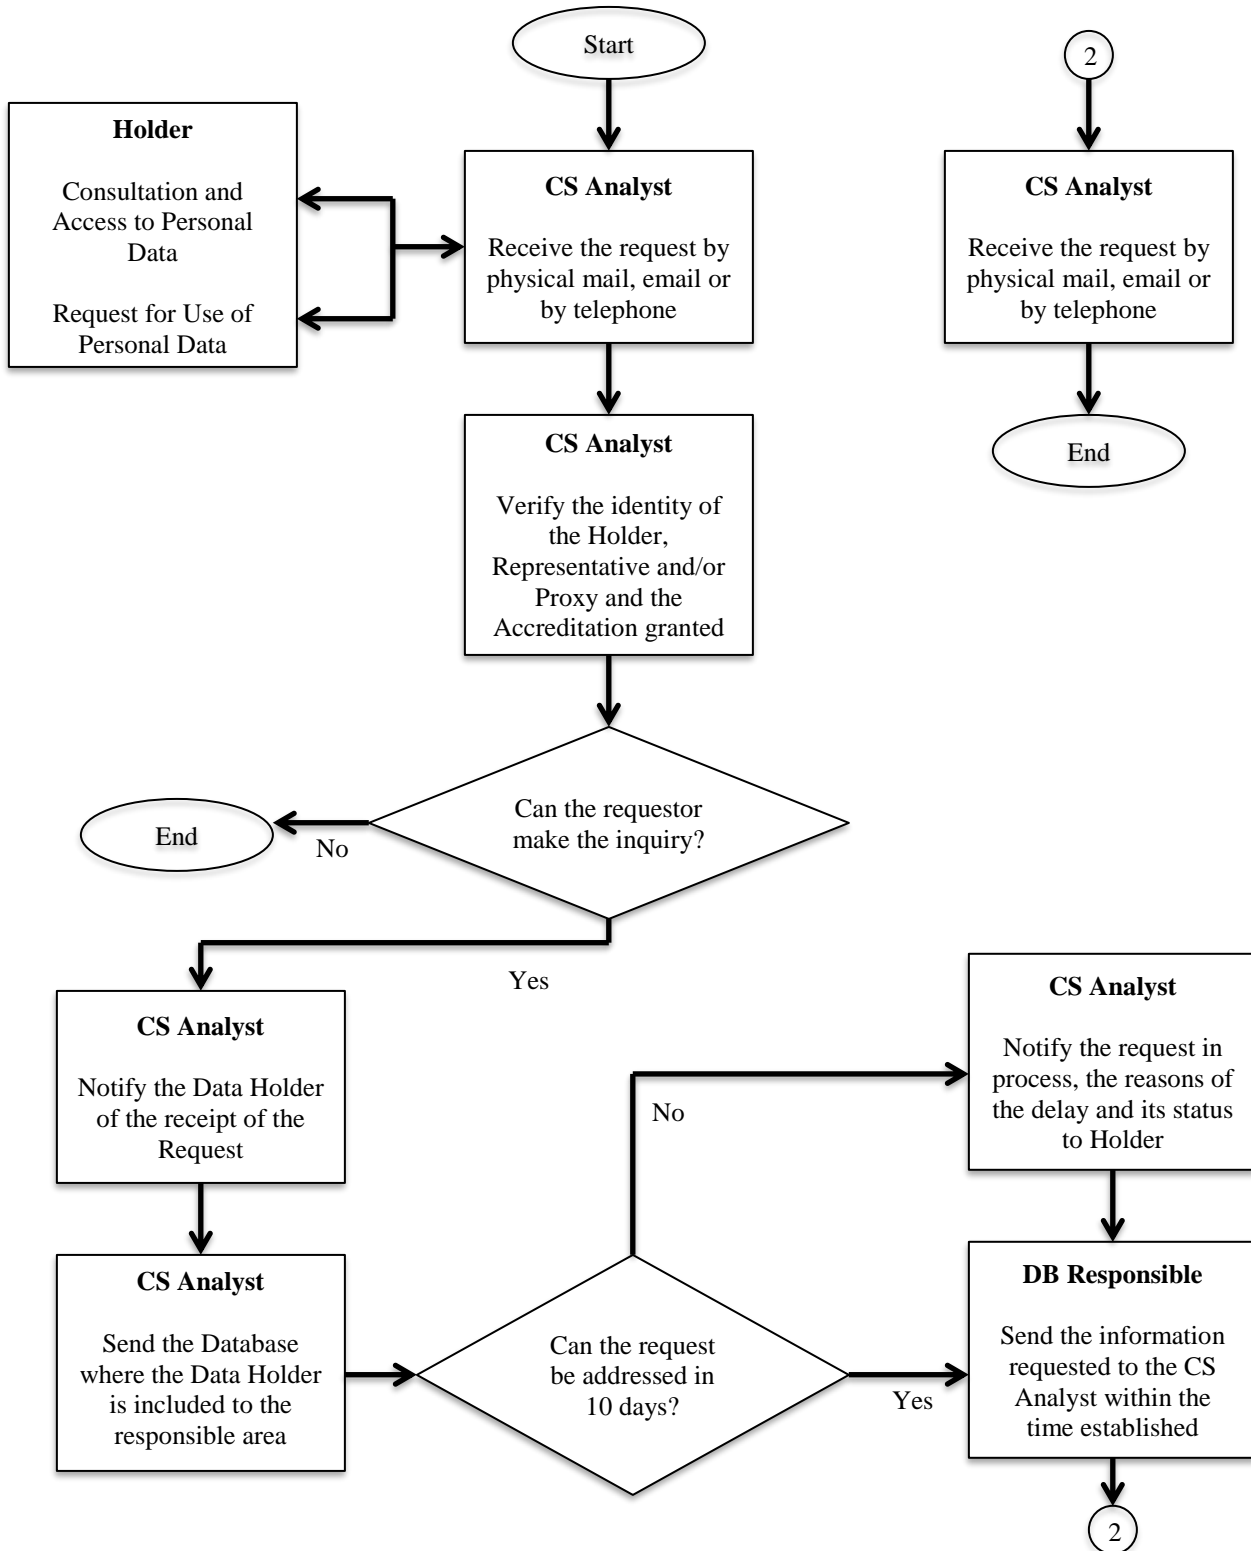 Start
Holder
Consultation and
Access to Personal
Data
Request for Use of
Personal Data
CS Analyst
Receive the request by
physical mail, email or
by telephone
2
CS Analyst
Receive the request by
physical mail, email or
by telephone
End
CS Analyst
Verify the identity of
the Holder,
Representative and/or
Proxy and the
Accreditation granted
Can the requestor
make the inquiry?
No
End
Yes
CS Analyst
Notify the Data Holder
of the receipt of the
Request
CS Analyst
Send the Database
where the Data Holder
is included to the
responsible area
Can the request
be addressed in
10 days?
No
Yes
CS Analyst
Notify the request in
process, the reasons of
the delay and its status
to Holder
DB Responsible
Send the information
requested to the CS
Analyst within the
time established
2